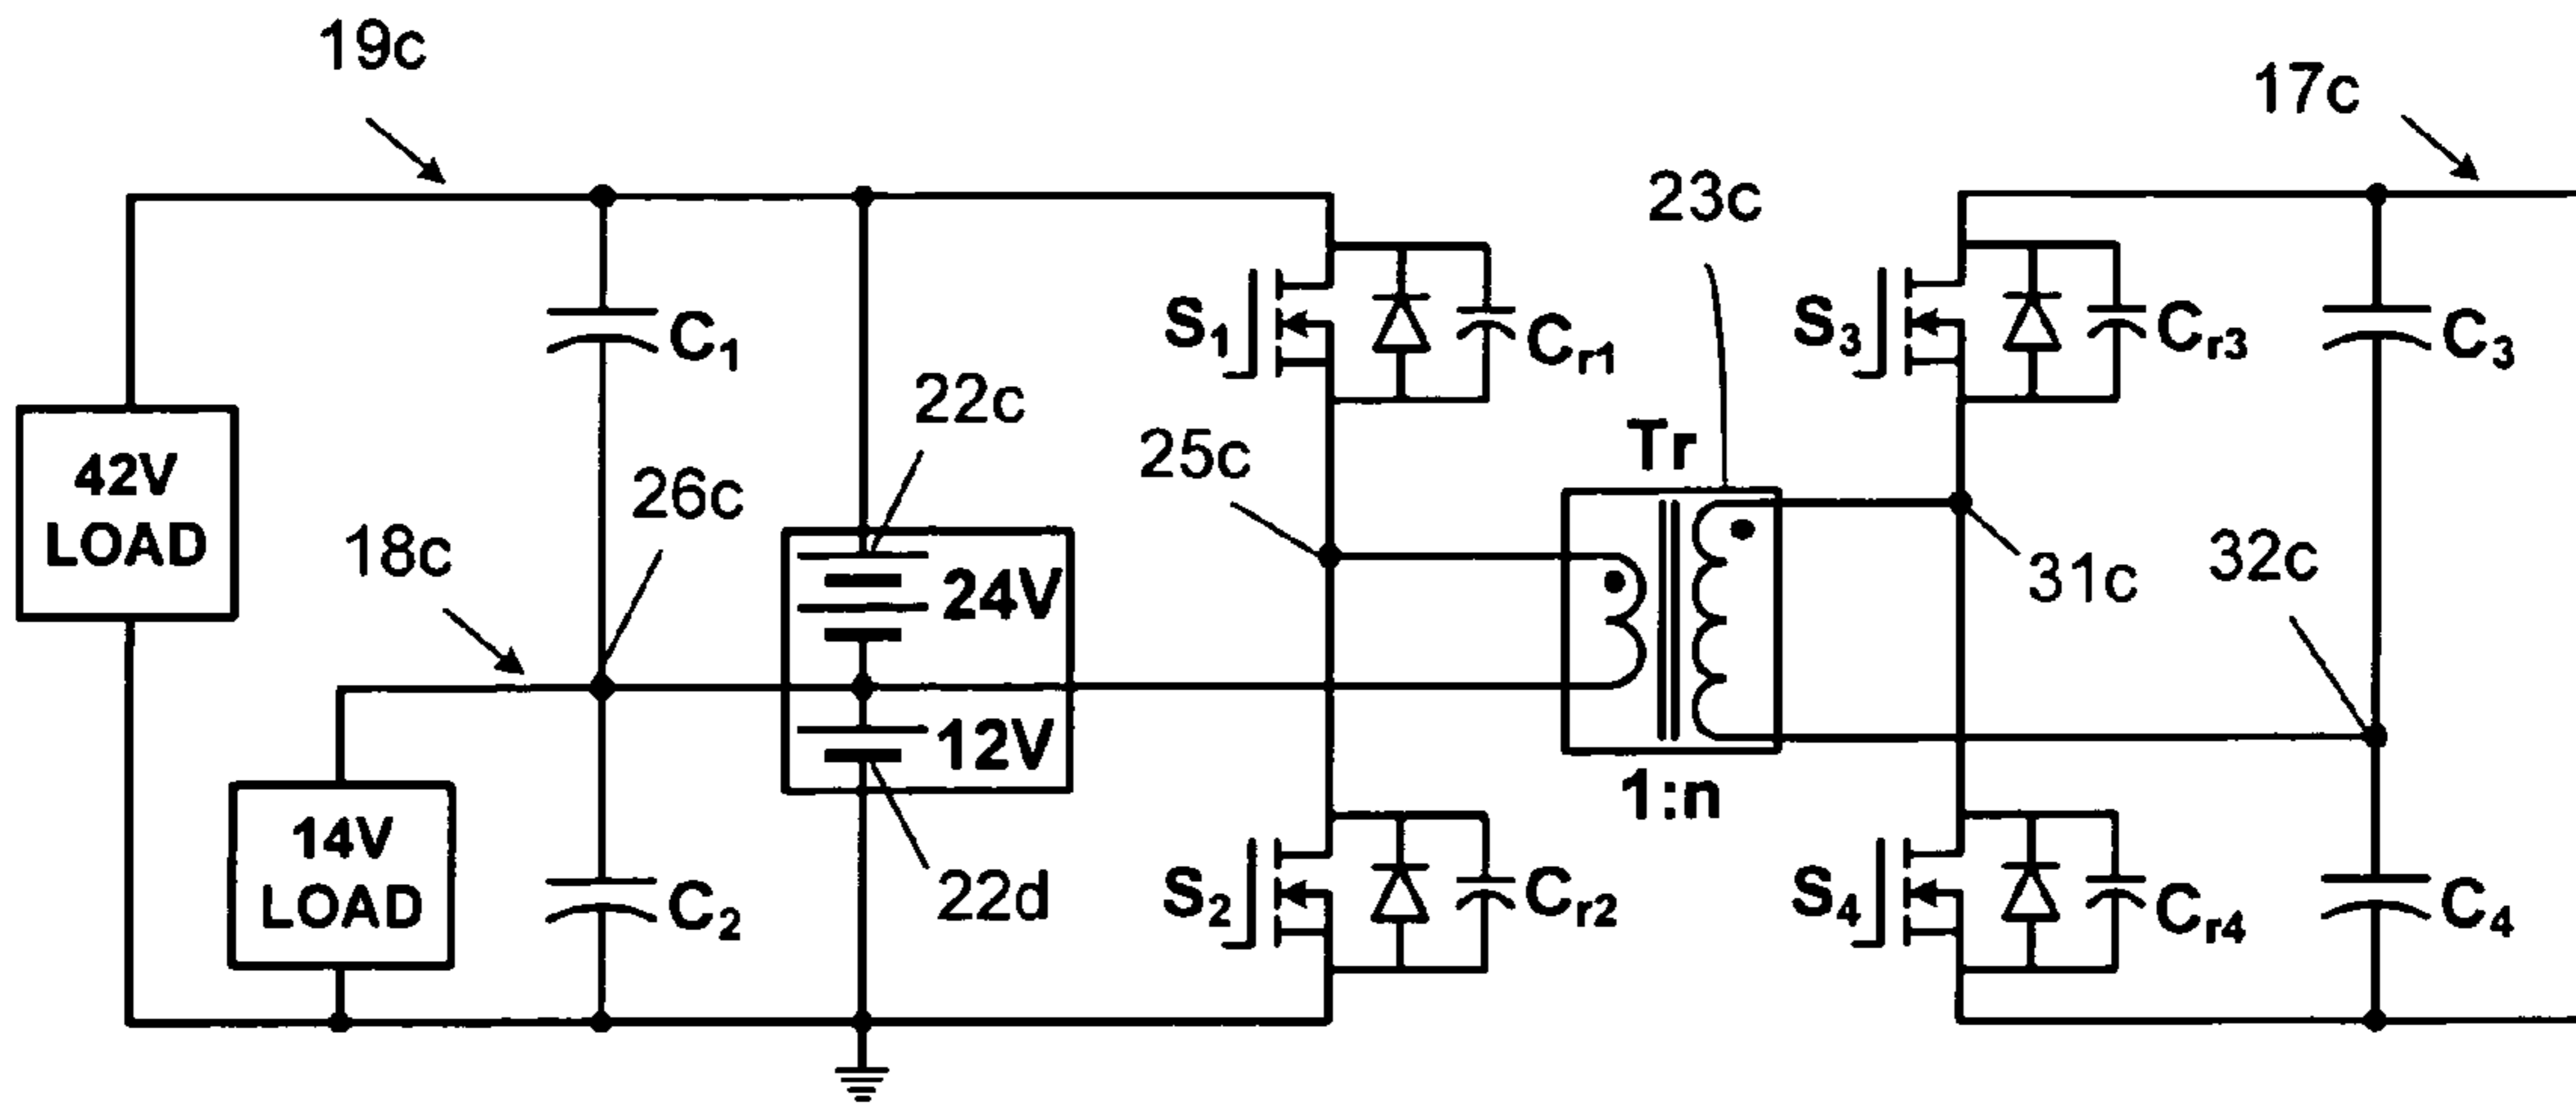 19c
17c
23c
S1
Cr1
S3
Cr3
C1
C3
22c
25c
Tr
42V
LOAD
26c
18c
24V
31c
32c
12V
1:n
14V
LOAD
C2
22d
S2
Cr2
S4
Cr4
C4